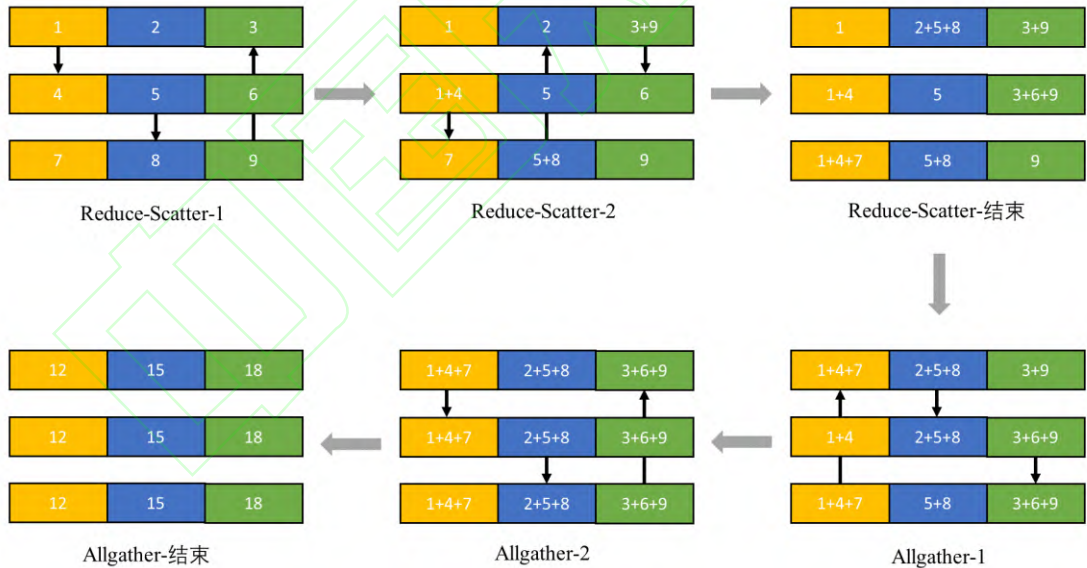 1 2 3
4 5 6
7 8 9
Reduce-Scatter-1
1 2 3+9
1+4 5 6
7 5+8 9
Reduce-Scatter-2
1 2+5+8 3+9
1+4 5 3+6+9
1+4+7 5+8 9
Reduce-Scatter-结束
12 15 18
12 15 18
12 15 18
Allgather-结束
1+4+7 2+5+8 3+6+9
1+4+7 2+5+8 3+6+9
1+4+7 2+5+8 3+6+9
Allgather-2
1+4+7 2+5+8 3+9
1+4 2+5+8 3+6+9
1+4+7 5+8 3+6+9
Allgather-1